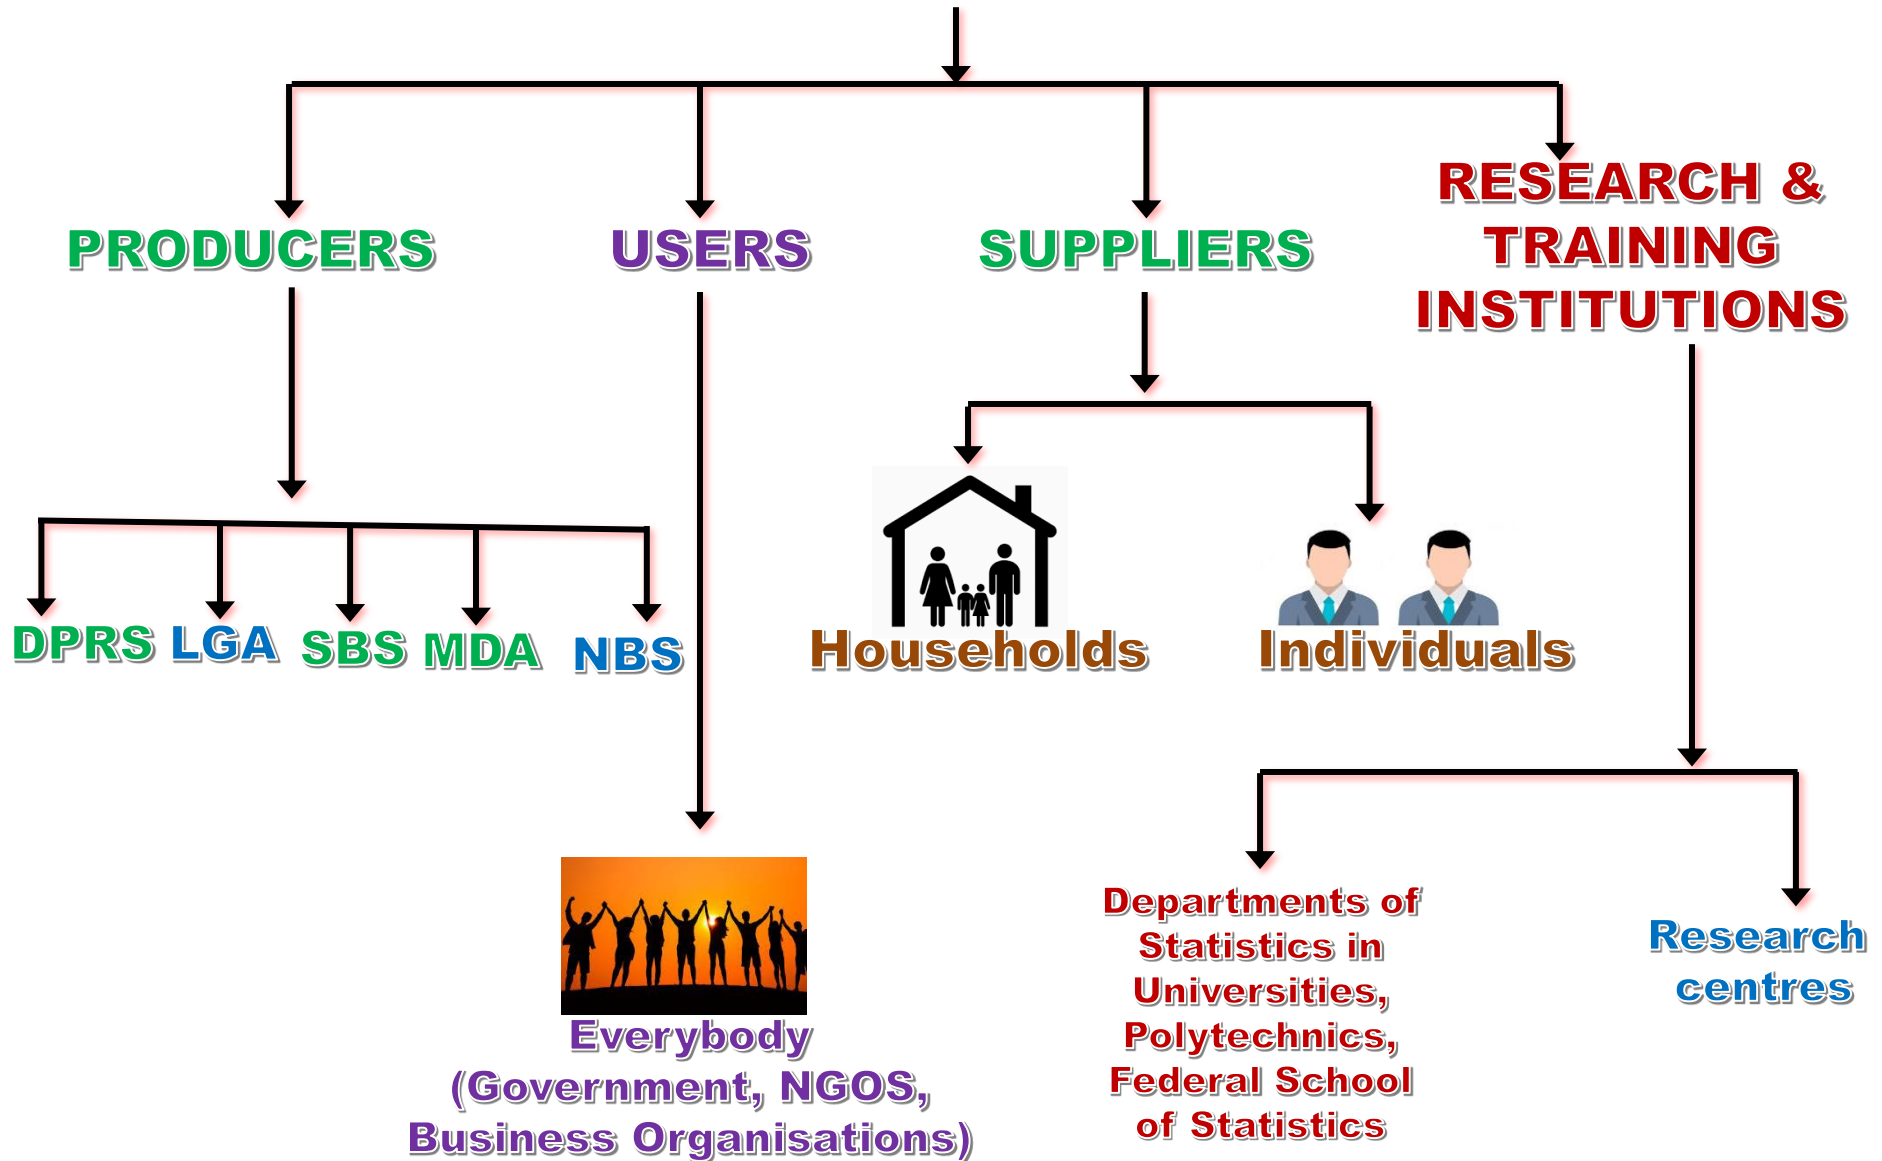 PRODUCERS
USERS
SUPPLIERS
RESEARCH &
TRAINING
INSTITUTIONS
DPRS
LGA
SBS
MDA
NBS
Households
Individuals
Everybody
(Government, NGOS,
Business Organisations)
Departments of
Statistics in
Universities,
Polytechnics,
Federal School
of Statistics
Research
centres